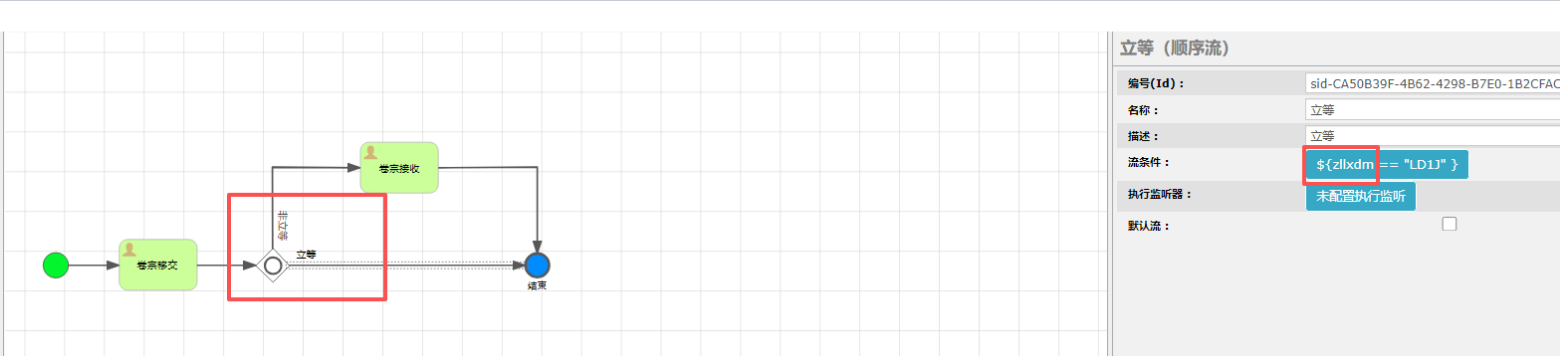 立等（顺序流）
编号(Id)：
sid-CA50B39F-4B62-4298-B7E0-1B2CFAC
名称：
立等
描述：
立等
流条件：
${zllxdm == "LD1J" }
执行监听器：
未配置执行监听
默认流：
卷宗接收
非立等
立等
卷宗移交
结束